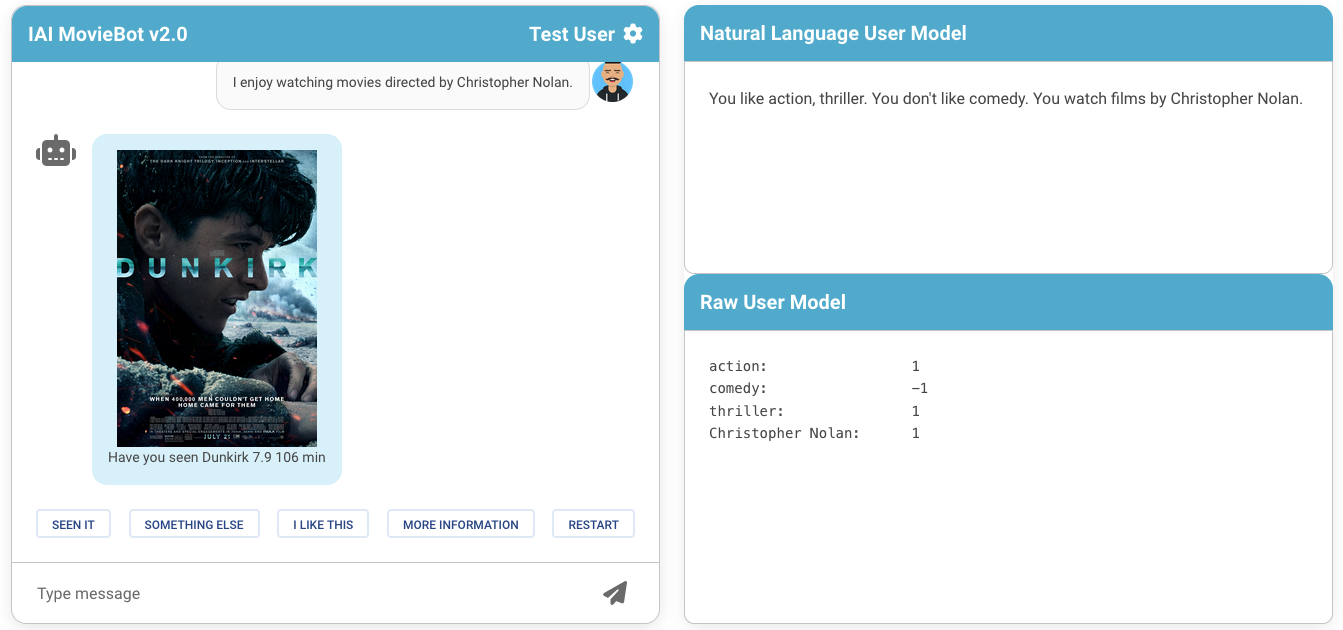 IAI MovieBot v2.0
Test User
I enjoy watching movies directed by Christopher Nolan.
THE DARK KNIGHT TRILOGY, INCEPTION AND INTERSTELLAR
DUNKIRK
WHEN 400,000 MEN COULDN'T GET HOME
HOME CAME FOR THEM
JULY 21
Have you seen Dunkirk 7.9 106 min
SEEN IT
SOMETHING ELSE
I LIKE THIS
MORE INFORMATION
RESTART
Type message
Natural Language User Model
You like action, thriller. You don't like comedy. You watch films by Christopher Nolan.
Raw User Model
action: 1
comedy: −1
thriller: 1
Christopher Nolan: 1